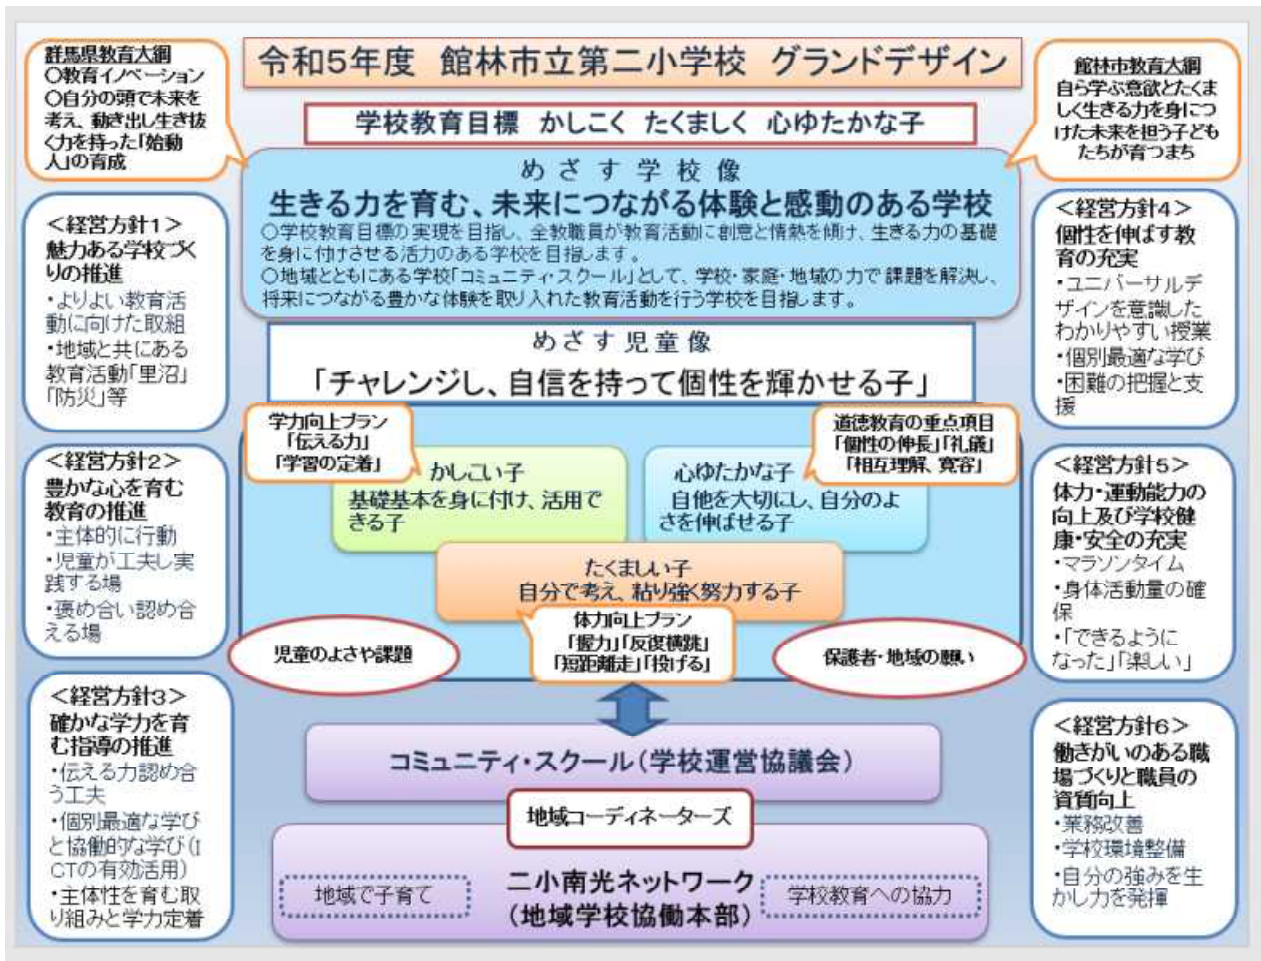 令和5年度 館林市立第二小学校 グランドデザイン
学校教育目標 かしこく たくましく 心ゆたかな子
群馬県教育大綱
〇教育イノベーション
〇自分の頭で未来を
考え、動き出し生き抜
く力を持った「始動
人」の育成
館林市教育大綱
自ら学ぶ意欲とたくま
しく生きる力を身につ
けた未来を担う子ども
たちが育つまち
めざす学校像
生きる力を育む、未来につながる体験と感動のある学校
〇学校教育目標の実現を目指し、全教職員が教育活動に創意と情熱を傾け、生きる力の基礎
を身に付けさせる活力のある学校を目指します。
〇地域とともにある学校「コミュニティ・スクール」として、学校・家庭・地域の力で課題を解決し、
将来につながる豊かな体験を取り入れた教育活動を行う学校を目指します。
めざす児童像
「チャレンジし、自信を持って個性を輝かせる子」
学力向上プラン
「伝える力」
「学習の定着」
道徳教育の重点項目
「個性の伸長」「礼儀」
「相互理解、寛容」
かしこい子
基礎基本を身に付け、活用で
きる子
心ゆたかな子
自他を大切にし、自分のよ
さを伸ばせる子
たくましい子
自分で考え、粘り強く努力する子
体力向上プラン
「握力」「反復横跳」
「短距離走」「投げる」
児童のよさや課題
保護者・地域の願い
コミュニティ・スクール(学校運営協議会)
地域コーディネーターズ
二小南光ネットワーク
(地域学校協働本部)
地域で子育て
学校教育への協力
<経営方針1>
魅力ある学校づく
りの推進
・よりよい教育活
動に向けた取組
・地域と共にある
教育活動「里沼」
「防災」等
<経営方針2>
豊かな心を育む
教育の推進
・主体的に行動
・児童が工夫し実
践する場
・褒め合い認め合
える場
<経営方針3>
確かな学力を育
む指導の推進
・伝える力認め合
う工夫
・個別最適な学び
と協働的な学び(I
CTの有効活用)
・主体性を育む取
り組みと学力定着
<経営方針4>
個性を伸ばす教
育の充実
・ユニバーサルデ
ザインを意識した
わかりやすい授業
・個別最適な学び
・困難の把握と支
援
<経営方針5>
体力・運動能力の
向上及び学校健
康・安全の充実
・マラソンタイム
・身体活動量の確
保
・「できるように
なった」「楽しい」
<経営方針6>
働きがいのある職
場づくりと職員の
資質向上
・業務改善
・学校環境整備
・自分の強みを生
かし力を発揮